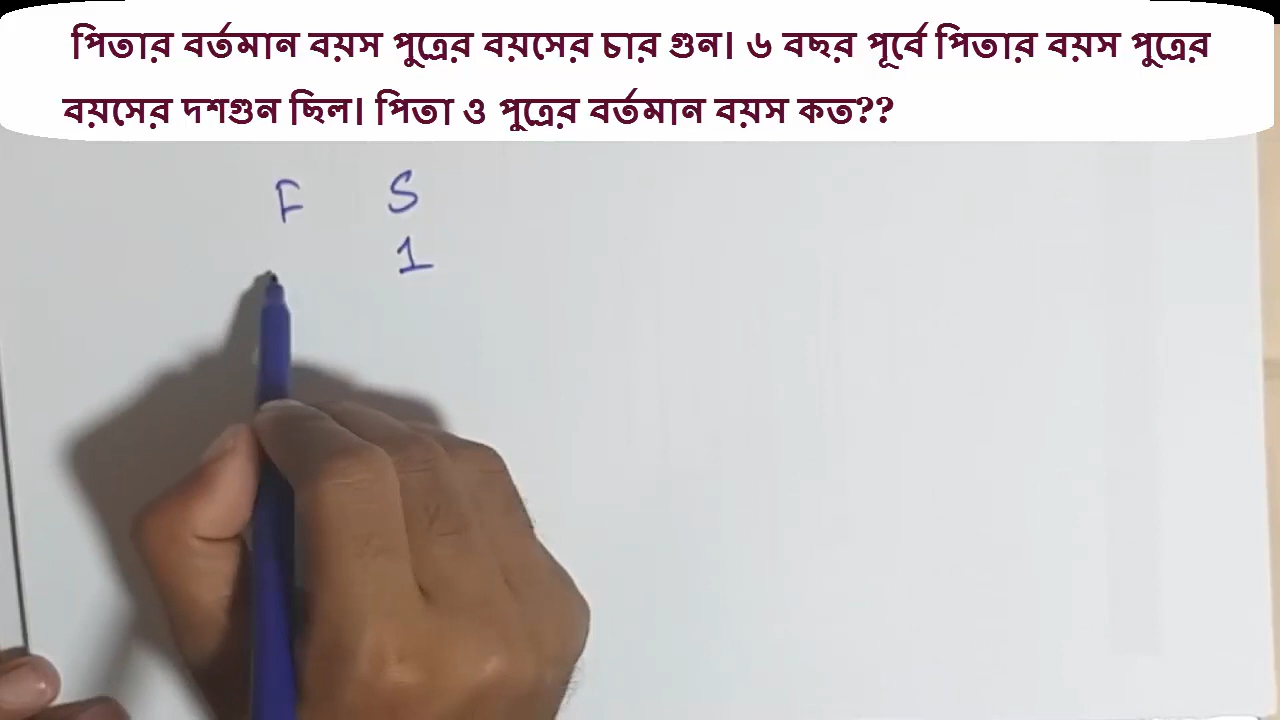 পিতার বর্তমান বয়স পুত্রের বয়সের চার গুন। ৬ বছর পূর্বে পিতার বয়স পুত্রের
বয়সের দশগুন ছিল। পিতা ও পুত্রের বর্তমান বয়স কত??
F S
1